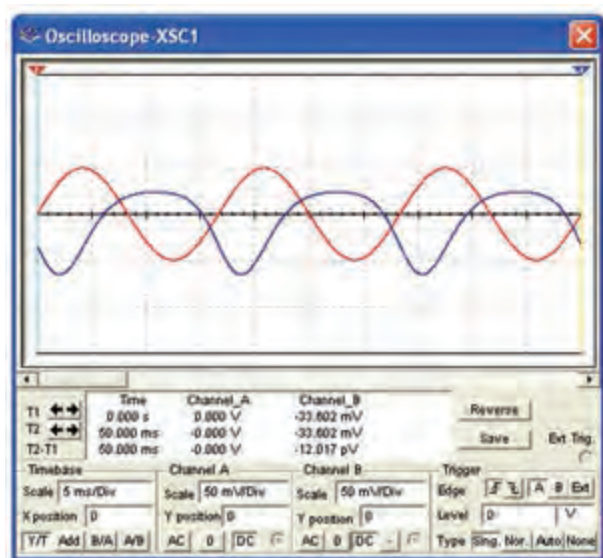 Oscilloscope-XSC1
Time Channel_A Channel_B
T1 0.000 s 0.000 V -33.602 mV
T2 50.000 ms -0.000 V -33.602 mV
T2-T1 50.000 ms -0.000 V -12.017 pV
Reverse
Save
Ext Trig.
Timebase
Scale 5 ms/Div
X position 0
Y/T Add B/A A/B
Channel A
Scale 50 mV/Div
Y position 0
AC 0 DC
Channel B
Scale 50 mV/Div
Y position 0
AC 0 DC -
Trigger
Edge A B Ext
Level 0 V
Type Sing. Nor. Auto None